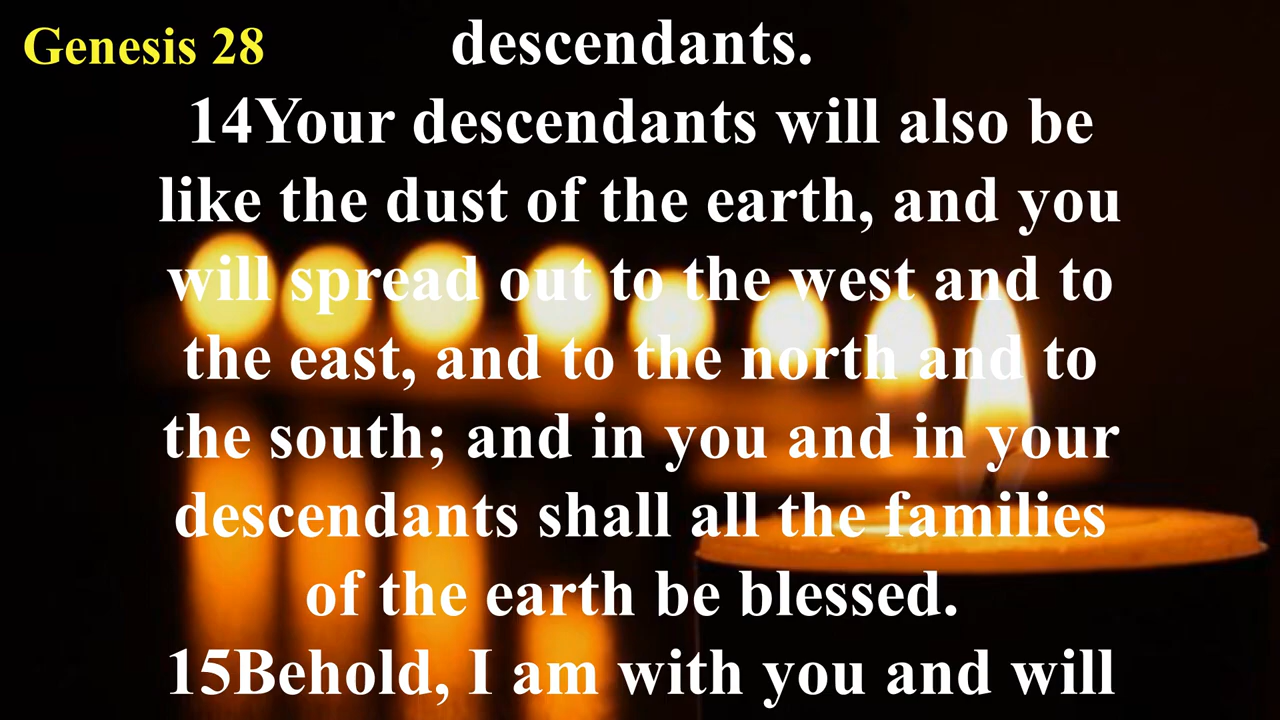 Genesis 28
descendants.
14Your descendants will also be
like the dust of the earth, and you
will spread out to the west and to
the east, and to the north and to
the south; and in you and in your
descendants shall all the families
of the earth be blessed.
15Behold, I am with you and will